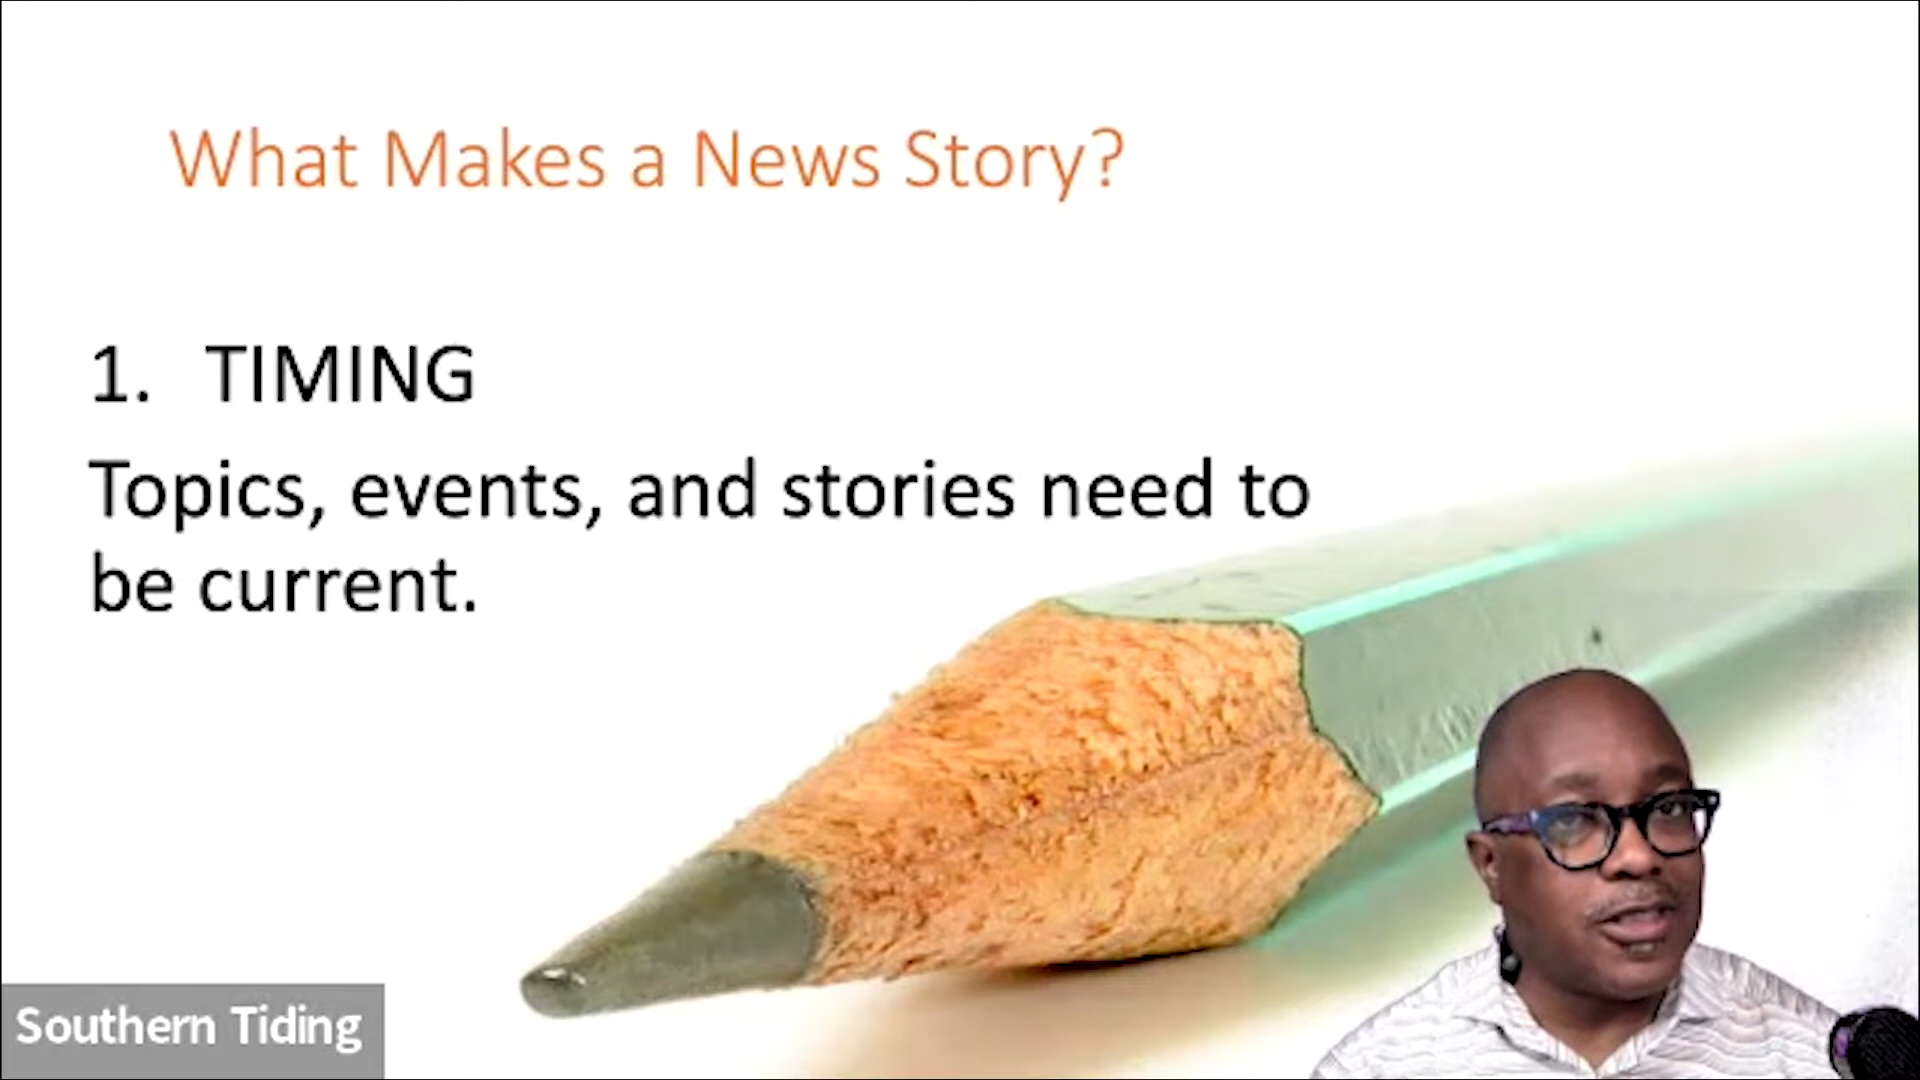 What Makes a News Story?
1. TIMING
Topics, events, and stories need to
be current.
Southern Tiding